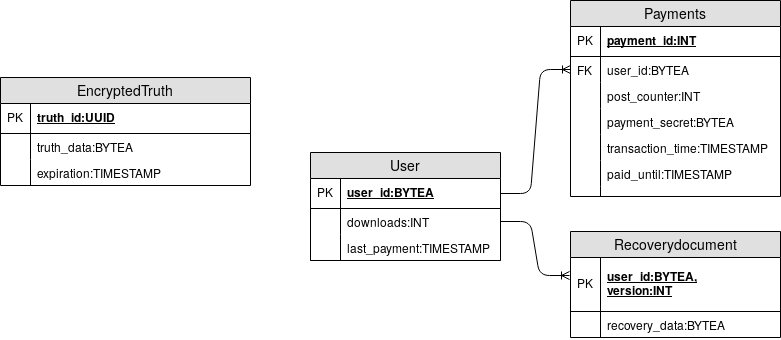 EncryptedTruth
PK truth_id:UUID
truth_data:BYTEA
expiration:TIMESTAMP
User
PK user_id:BYTEA
downloads:INT
last_payment:TIMESTAMP
Payments
PK payment_id:INT
FK user_id:BYTEA
post_counter:INT
payment_secret:BYTEA
transaction_time:TIMESTAMP
paid_until:TIMESTAMP
Recoverydocument
PK user_id:BYTEA,
version:INT
recovery_data:BYTEA